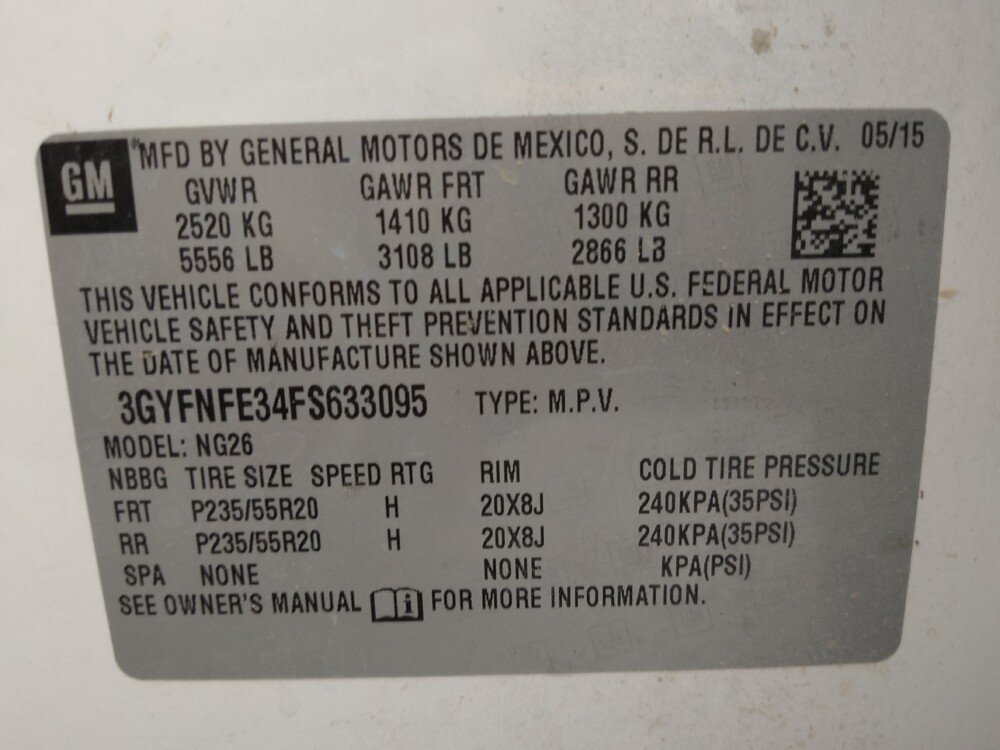 GM
*MFD BY GENERAL MOTORS DE MEXICO, S. DE R.L. DE C.V. 05/15
GVWR GAWR FRT GAWR RR
2520 KG 1410 KG 1300 KG
5556 LB 3108 LB 2866 LB
THIS VEHICLE CONFORMS TO ALL APPLICABLE U.S. FEDERAL MOTOR
VEHICLE SAFETY AND THEFT PREVENTION STANDARDS IN EFFECT ON
THE DATE OF MANUFACTURE SHOWN ABOVE.
3GYFNFE34FS633095 TYPE: M.P.V.
MODEL: NG26
NBBG TIRE SIZE SPEED RTG RIM COLD TIRE PRESSURE
FRT P235/55R20 H 20X8J 240KPA(35PSI)
RR P235/55R20 H 20X8J 240KPA(35PSI)
SPA NONE NONE KPA(PSI)
SEE OWNER'S MANUAL i FOR MORE INFORMATION.